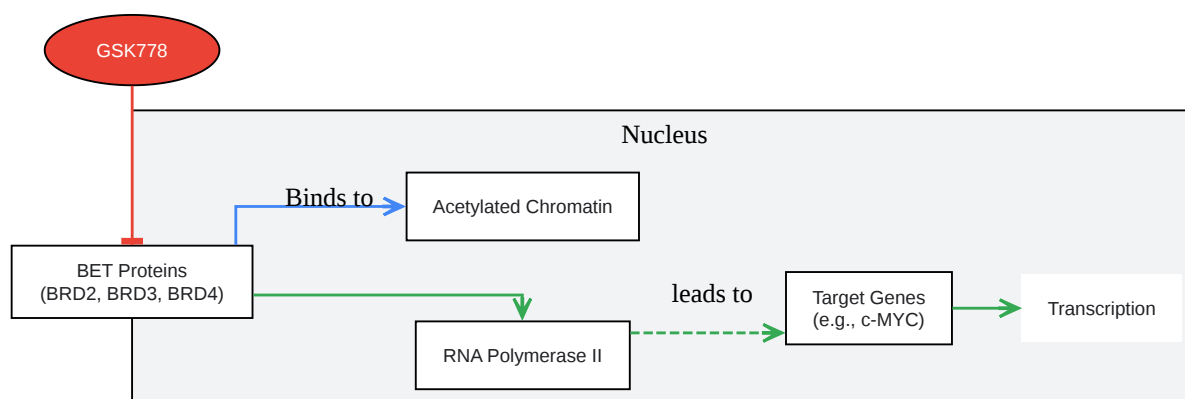 GSK778
Nucleus
Binds to
Acetylated Chromatin
BET Proteins
(BRD2, BRD3, BRD4)
leads to
Target Genes
(e.g., c-MYC)
Transcription
RNA Polymerase II